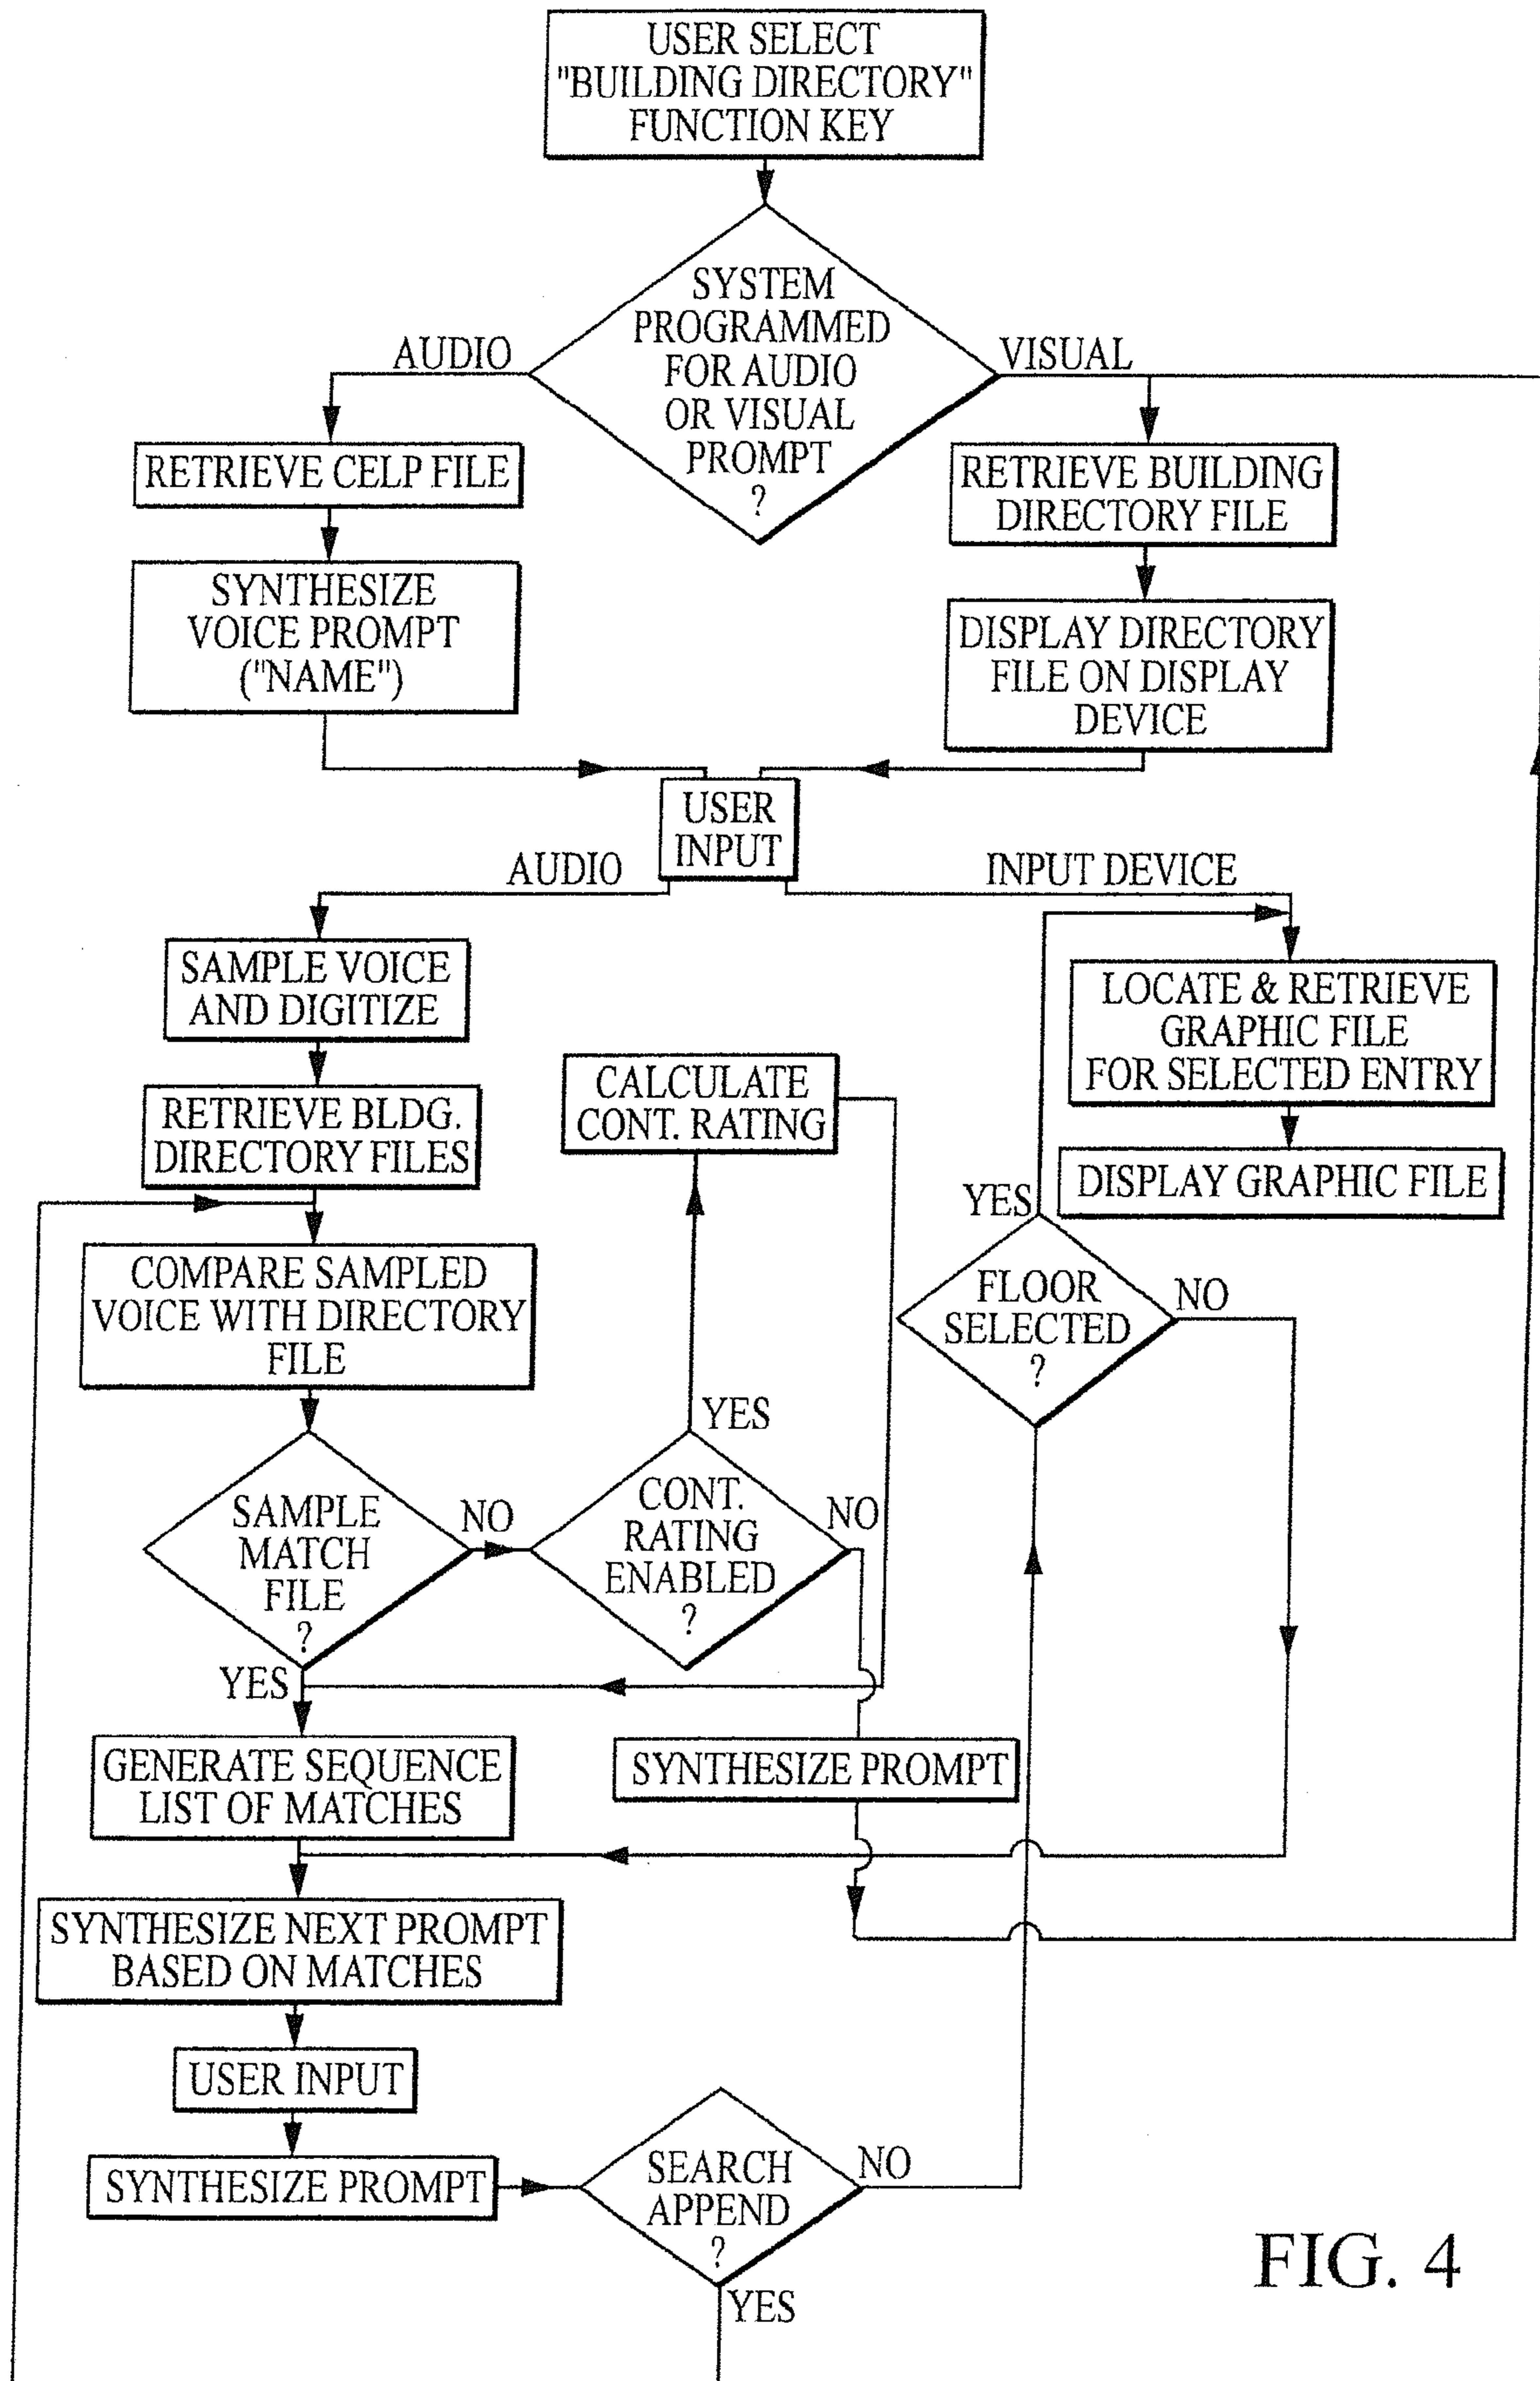 USER SELECT
"BUILDING DIRECTORY"
FUNCTION KEY
SYSTEM
PROGRAMMED
FOR AUDIO
OR VISUAL
PROMPT
?
AUDIO
VISUAL
RETRIEVE CELP FILE
RETRIEVE BUILDING
DIRECTORY FILE
SYNTHESIZE
VOICE PROMPT
("NAME")
DISPLAY DIRECTORY
FILE ON DISPLAY
DEVICE
USER
INPUT
AUDIO
INPUT DEVICE
SAMPLE VOICE
AND DIGITIZE
LOCATE & RETRIEVE
GRAPHIC FILE
FOR SELECTED ENTRY
RETRIEVE BLDG.
DIRECTORY FILES
CALCULATE
CONT. RATING
DISPLAY GRAPHIC FILE
COMPARE SAMPLED
VOICE WITH DIRECTORY
FILE
YES
FLOOR
SELECTED
?
NO
SAMPLE
MATCH
FILE
?
NO
YES
YES
CONT.
RATING
ENABLED
?
NO
GENERATE SEQUENCE
LIST OF MATCHES
SYNTHESIZE PROMPT
SYNTHESIZE NEXT PROMPT
BASED ON MATCHES
USER INPUT
SYNTHESIZE PROMPT
SEARCH
APPEND
?
NO
YES
FIG. 4